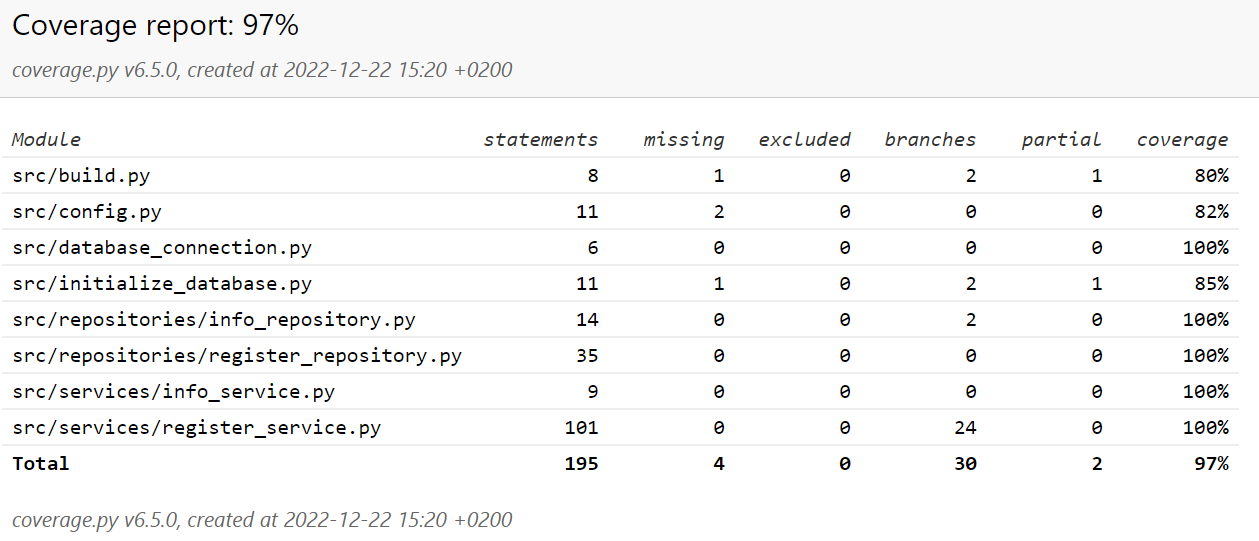 Coverage report: 97%
coverage.py v6.5.0, created at 2022-12-22 15:20 +0200
Module statements missing excluded branches partial coverage
src/build.py 8 1 0 2 1 80%
src/config.py 11 2 0 0 0 82%
src/database_connection.py 6 0 0 0 0 100%
src/initialize_database.py 11 1 0 2 1 85%
src/repositories/info_repository.py 14 0 0 2 0 100%
src/repositories/register_repository.py 35 0 0 0 0 100%
src/services/info_service.py 9 0 0 0 0 100%
src/services/register_service.py 101 0 0 24 0 100%
Total 195 4 0 30 2 97%
coverage.py v6.5.0, created at 2022-12-22 15:20 +0200